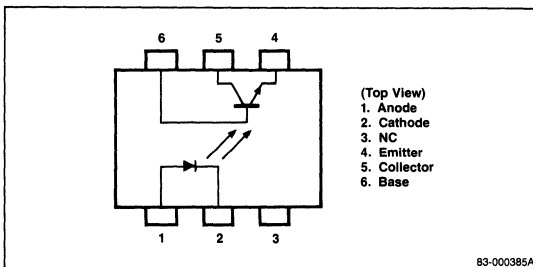 6 5 4
(Top View)
1. Anode
2. Cathode
3. NC
4. Emitter
5. Collector
6. Base
1 2 3
83-000385A